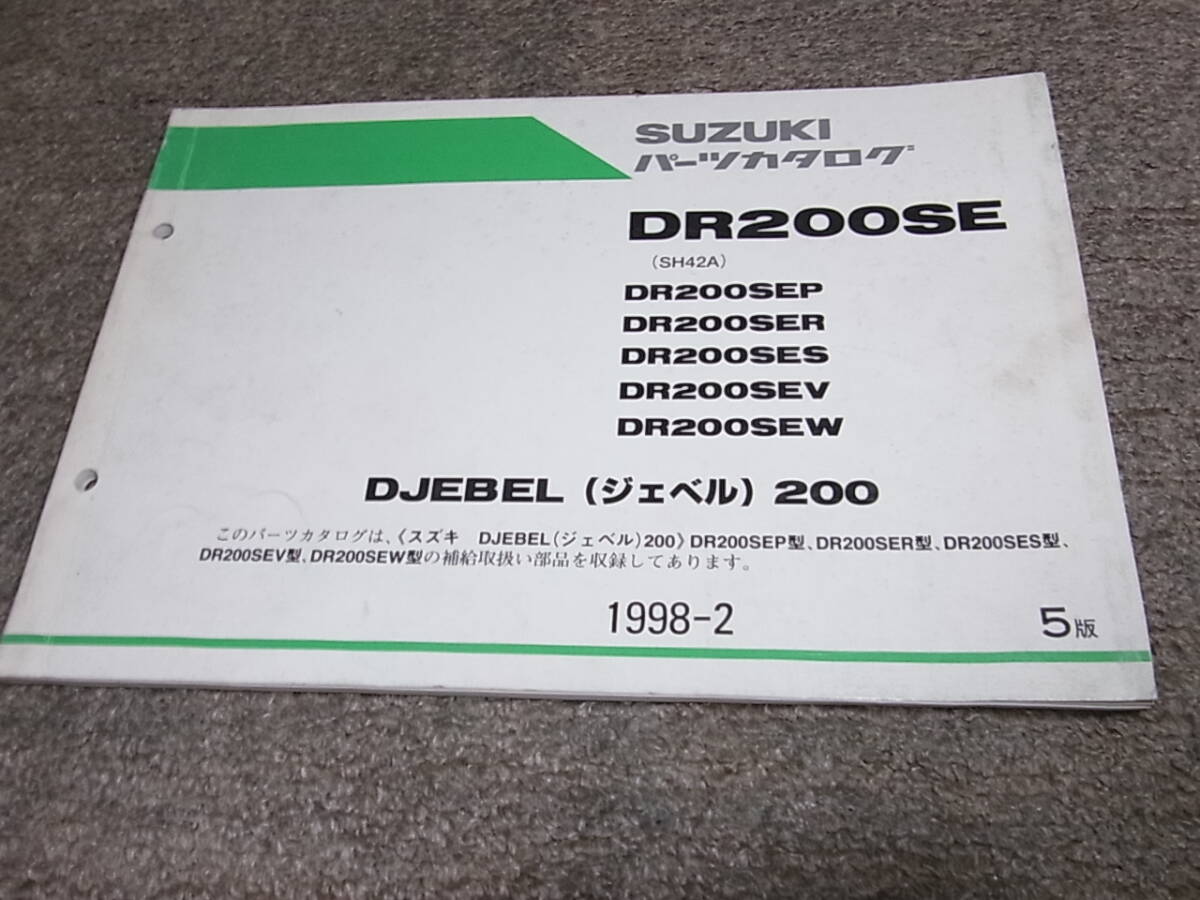 SUZUKI
パーツカタログ
DR200SE
(SH42A)
DR200SEP
DR200SER
DR200SES
DR200SEV
DR200SEW
DJEBEL (ジェベル) 200
このパーツカタログは、《スズキ DJEBEL(ジェベル)200》DR200SEP型、DR200SER型、DR200SES型、
DR200SEV型、DR200SEW型の補給取扱い部品を収録してあります。
1998-2 5版